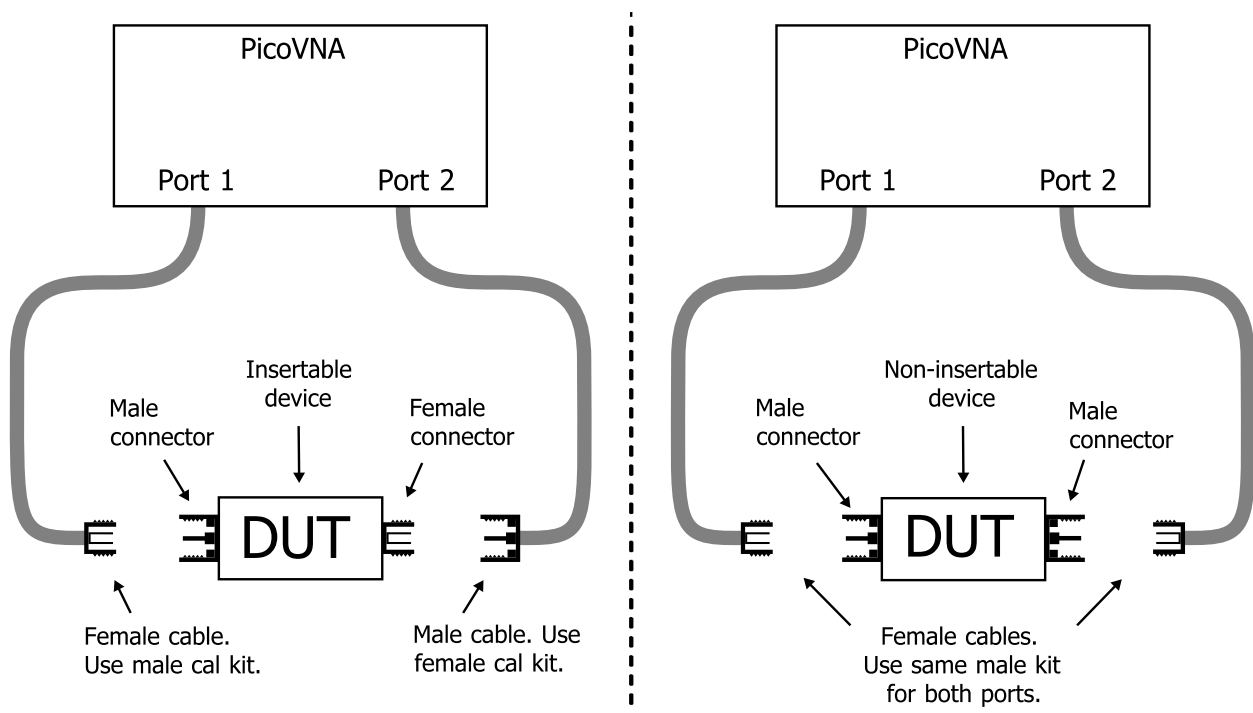 PicoVNA
Port 1
Port 2
Insertable
device
Male
connector
Female
connector
DUT
Female cable.
Use male cal kit.
Male cable. Use
female cal kit.
PicoVNA
Port 1
Port 2
Non-insertable
device
Male
connector
Male
connector
DUT
Female cables.
Use same male kit
for both ports.